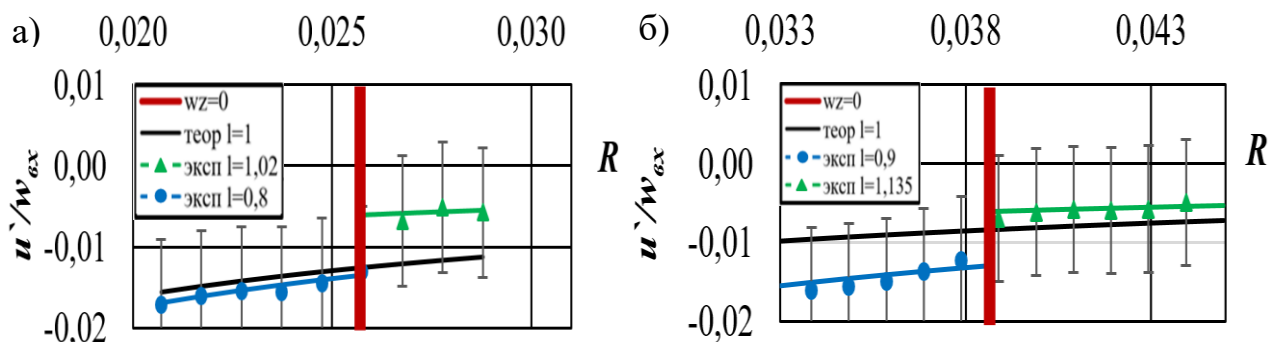 а) 0,020 0,025 0,030
0,01
0,00
-0,01
-0,02
u`/wвх
wz=0
теор l=1
эксп l=1,02
эксп l=0,8
R
б) 0,033 0,038 0,043
0,01
0,00
-0,01
-0,02
u`/wвх
wz=0
теор l=1
эксп l=0,9
эксп l=1,135
R